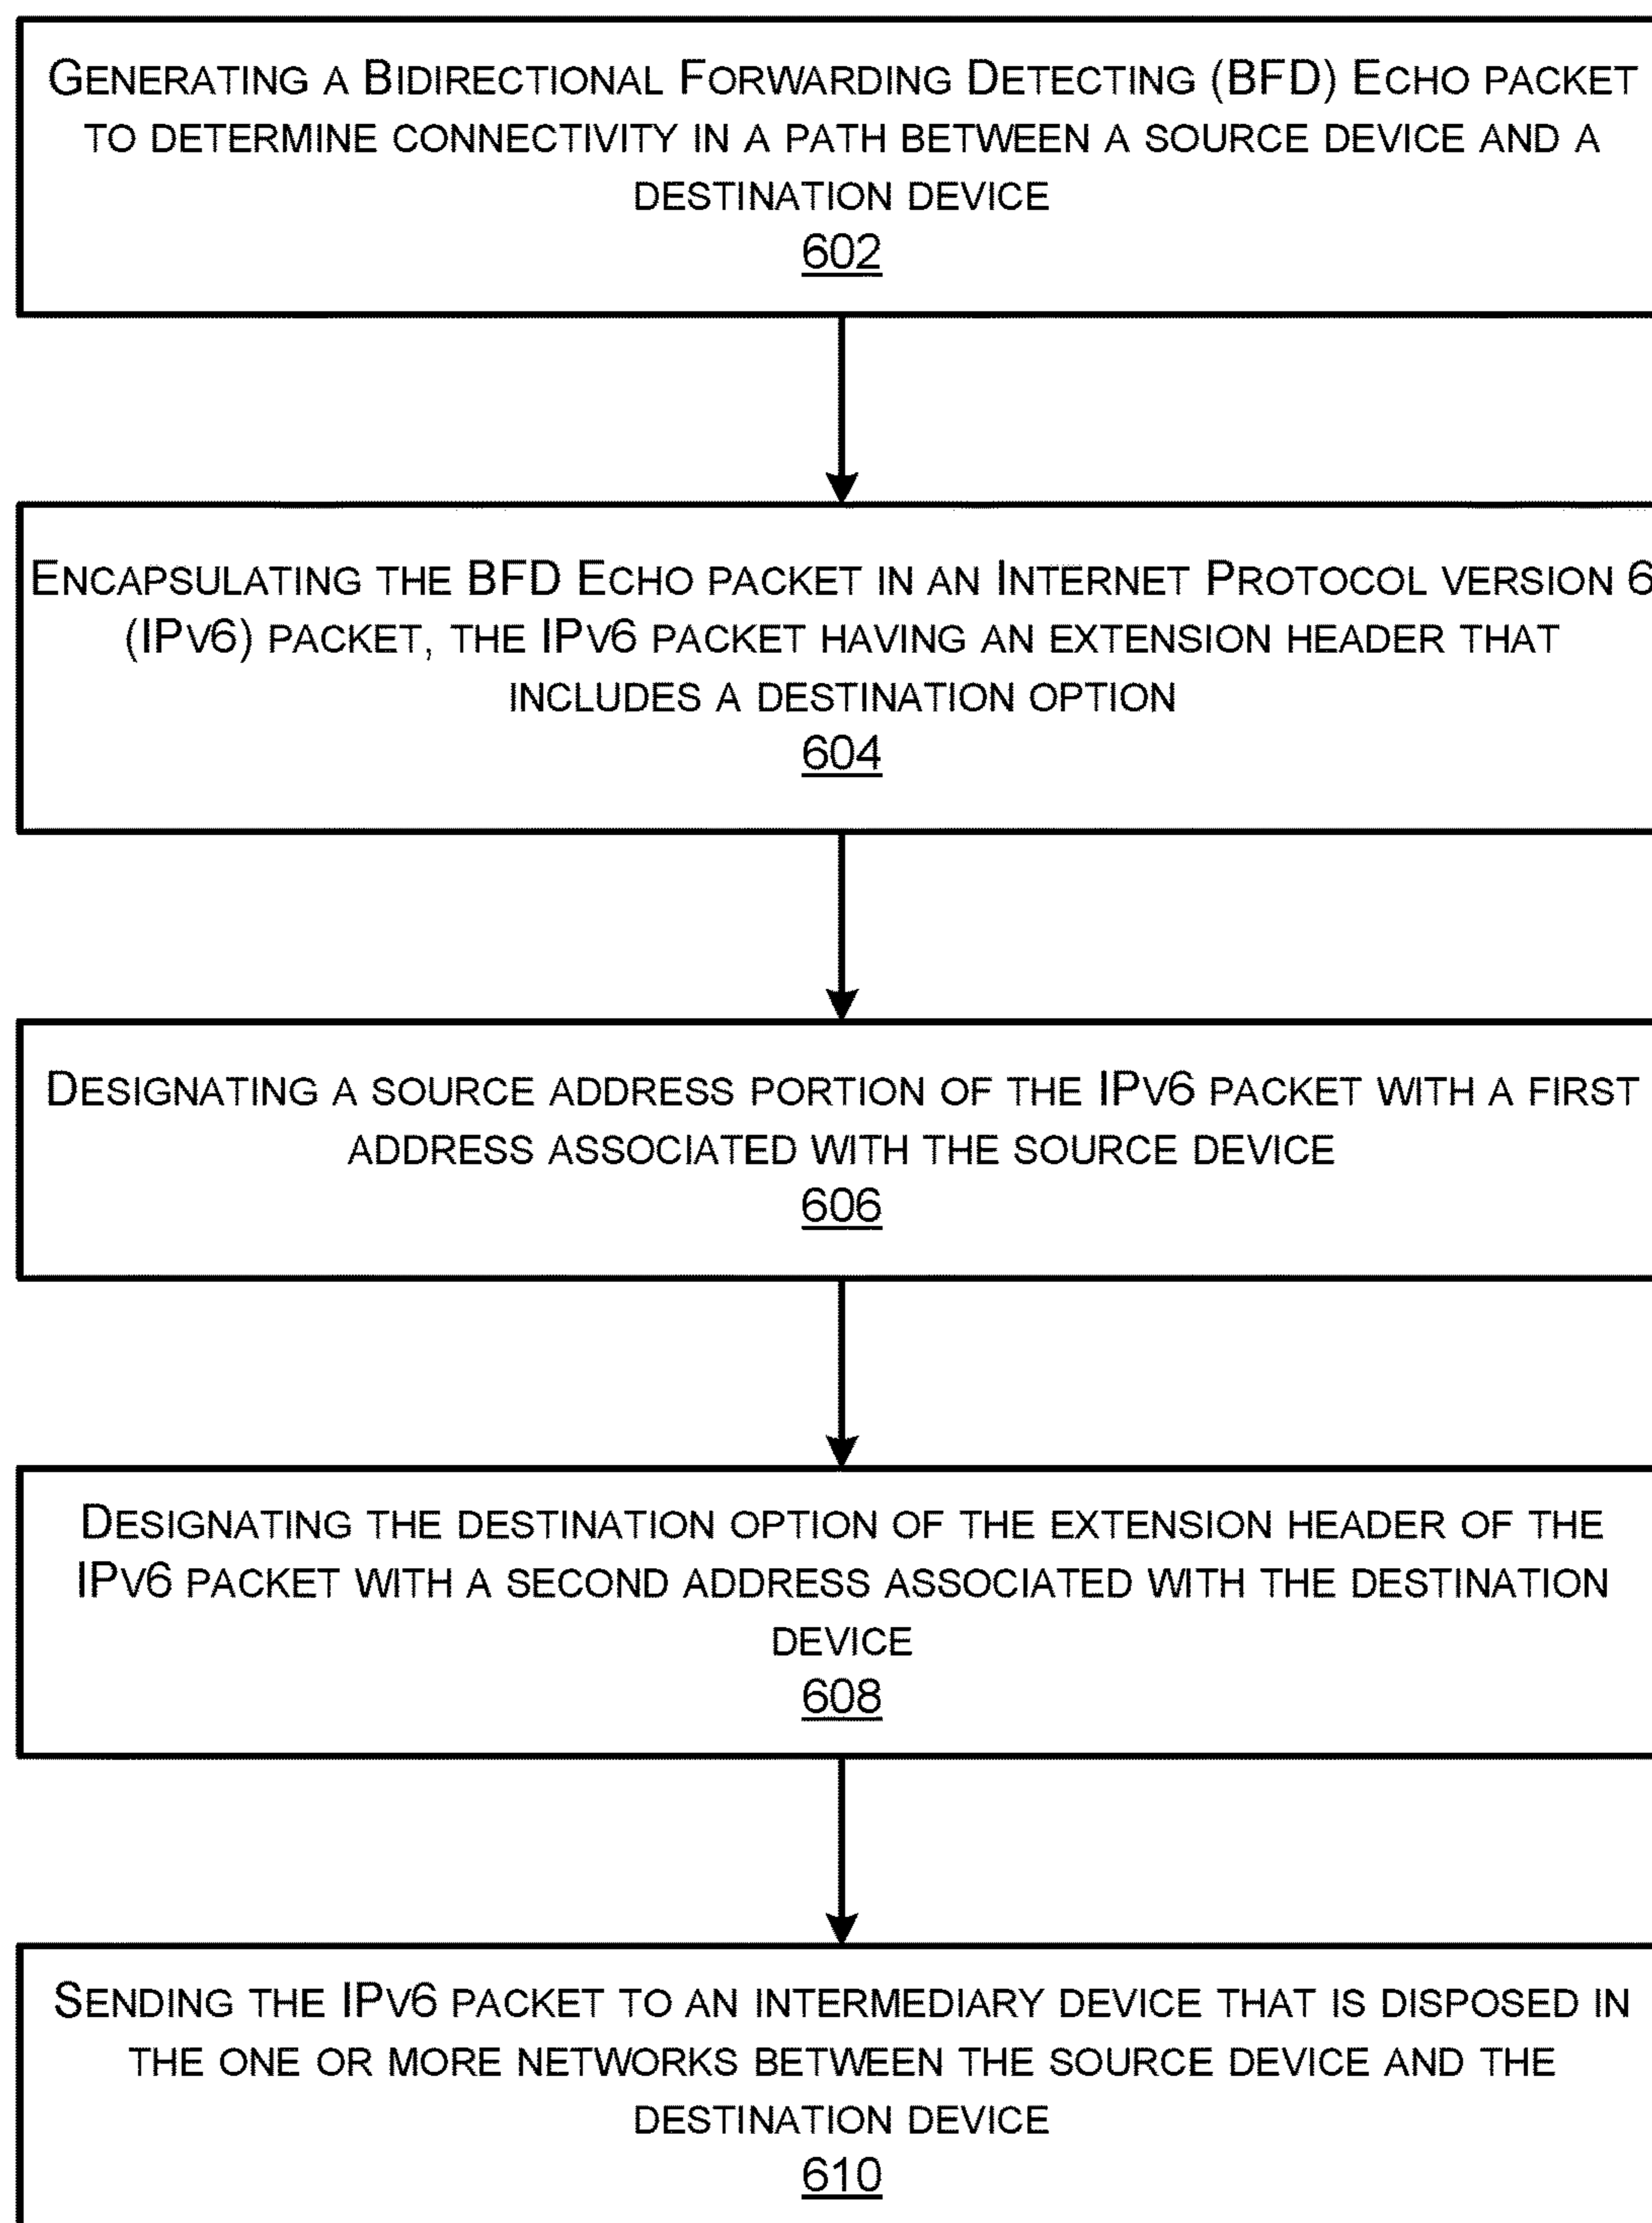 GENERATING A BIDIRECTIONAL FORWARDING DETECTING (BFD) ECHO PACKET
TO DETERMINE CONNECTIVITY IN A PATH BETWEEN A SOURCE DEVICE AND A
DESTINATION DEVICE
602
ENCAPSULATING THE BFD ECHO PACKET IN AN INTERNET PROTOCOL VERSION 6
(IPV6) PACKET, THE IPV6 PACKET HAVING AN EXTENSION HEADER THAT
INCLUDES A DESTINATION OPTION
604
DESIGNATING A SOURCE ADDRESS PORTION OF THE IPV6 PACKET WITH A FIRST
ADDRESS ASSOCIATED WITH THE SOURCE DEVICE
606
DESIGNATING THE DESTINATION OPTION OF THE EXTENSION HEADER OF THE
IPV6 PACKET WITH A SECOND ADDRESS ASSOCIATED WITH THE DESTINATION
DEVICE
608
SENDING THE IPV6 PACKET TO AN INTERMEDIARY DEVICE THAT IS DISPOSED IN
THE ONE OR MORE NETWORKS BETWEEN THE SOURCE DEVICE AND THE
DESTINATION DEVICE
610